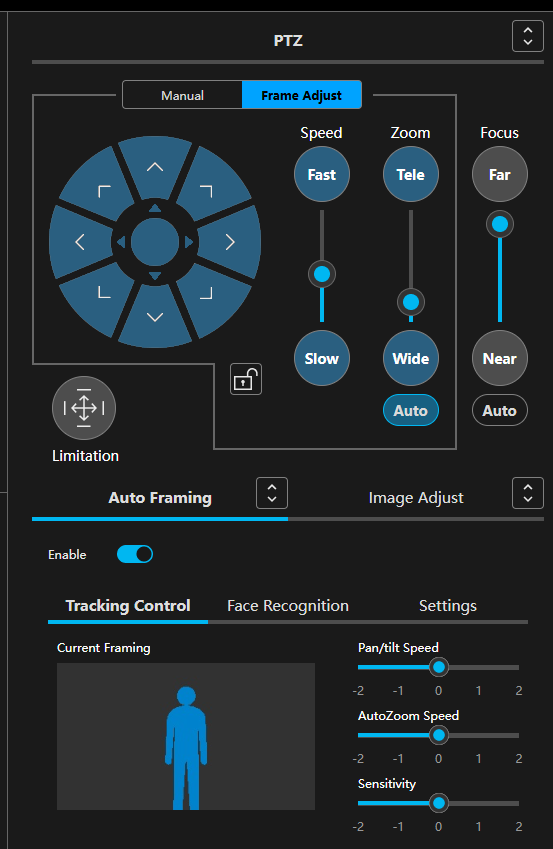 PTZ
Manual Frame Adjust
Speed Zoom Focus
Fast Tele Far
Slow Wide Near
Auto Auto
Limitation
Auto Framing Image Adjust
Enable
Tracking Control Face Recognition Settings
Current Framing
Pan/tilt Speed
-2 -1 0 1 2
AutoZoom Speed
-2 -1 0 1 2
Sensitivity
-2 -1 0 1 2